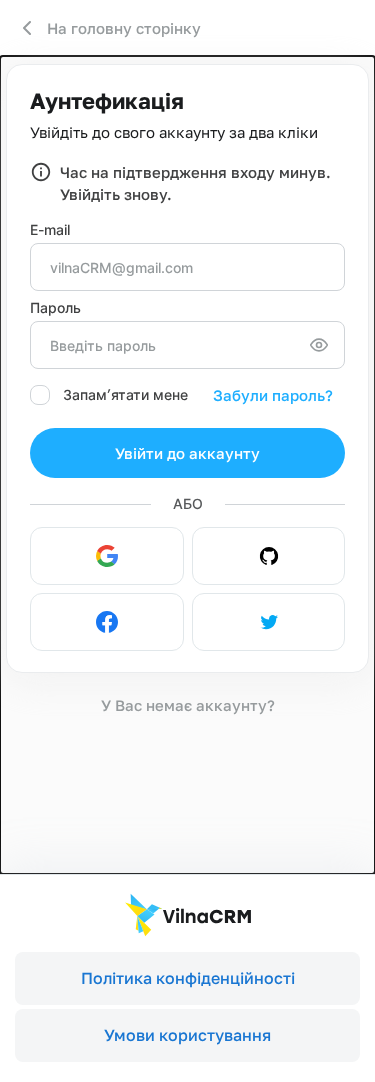 На головну сторінку
Аунтефикація
Увійдіть до свого аккаунту за два кліки
Час на підтвердження входу минув.
Увійдіть знову.
E-mail
vilnaCRM@gmail.com
Пароль
Введіть пароль
Запам’ятати мене
Забули пароль?
Увійти до аккаунту
АБО
У Вас немає аккаунту?
VilnaCRM
Політика конфіденційності
Умови користування